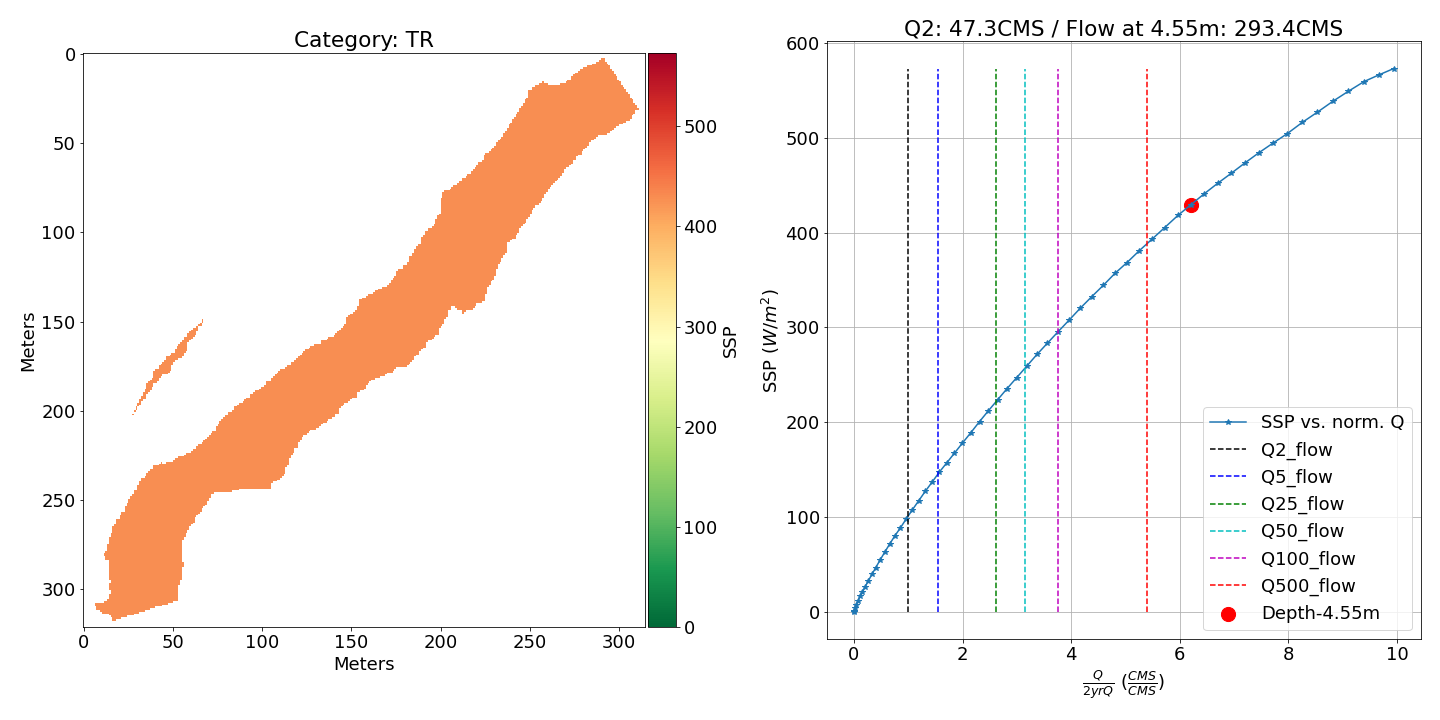 Category: TR
0
50
100
150
200
250
300
Meters
0
50
100
150
200
250
300
Meters
500
400
300
200
100
0
SSP
Q2: 47.3CMS / Flow at 4.55m: 293.4CMS
600
500
400
300
200
100
0
SSP (W/m²)
0
2
4
6
8
10
Q/2yrQ (CMS/CMS)
SSP vs. norm. Q
Q2_flow
Q5_flow
Q25_flow
Q50_flow
Q100_flow
Q500_flow
Depth-4.55m